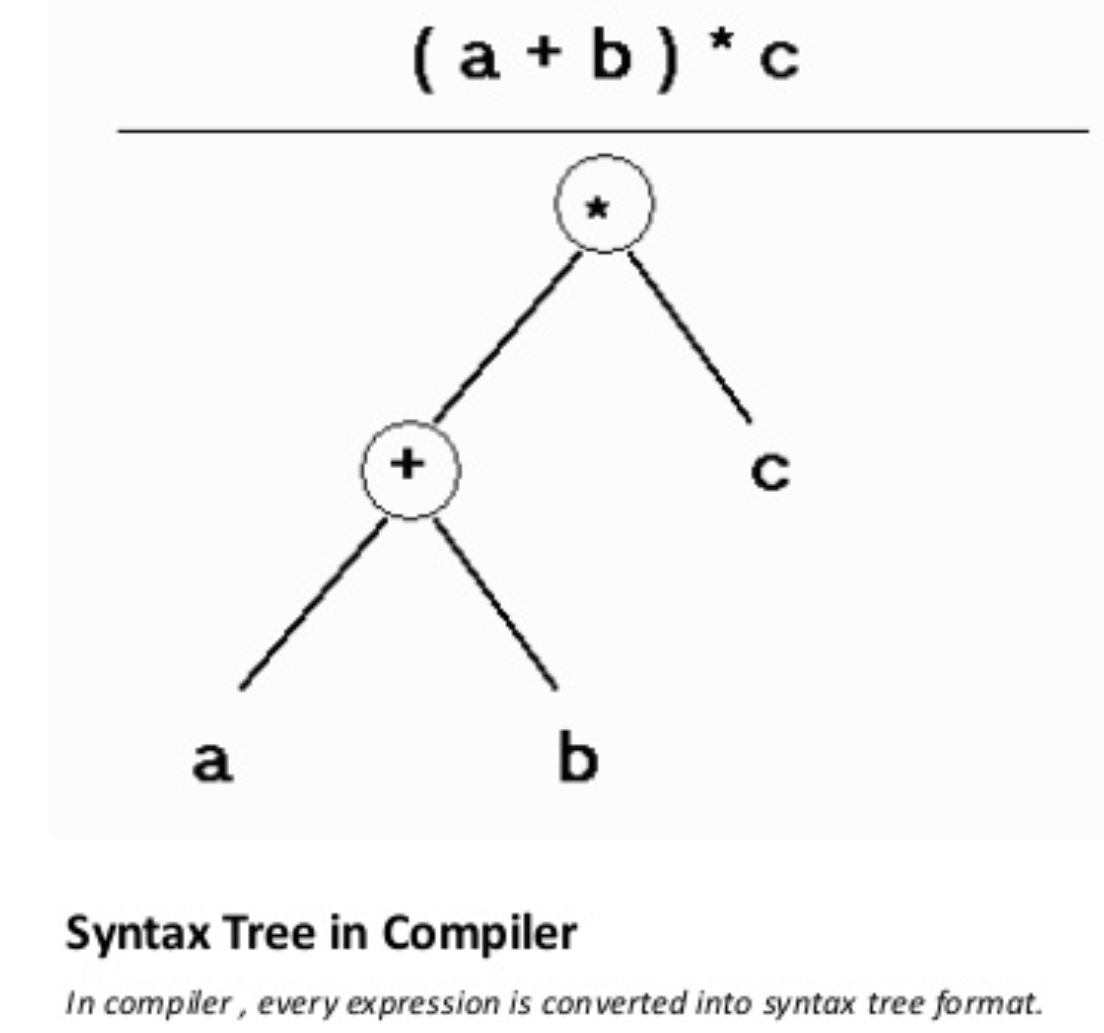 ( a + b ) * c
*
+
c
a
b
Syntax Tree in Compiler
In compiler , every expression is converted into syntax tree format.